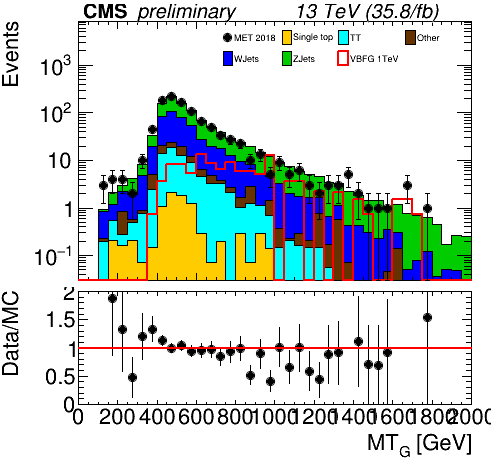 CMS preliminary 13 TeV (35.8/fb)
Events
MET 2018 Single top TT Other
WJets ZJets VBFG 1TeV
10³
10²
10
1
10⁻¹
Data/MC
2
1.5
1
0.5
0
0 200 400 600 800 1000 1200 1400 1600 1800 2000
MT_G [GeV]